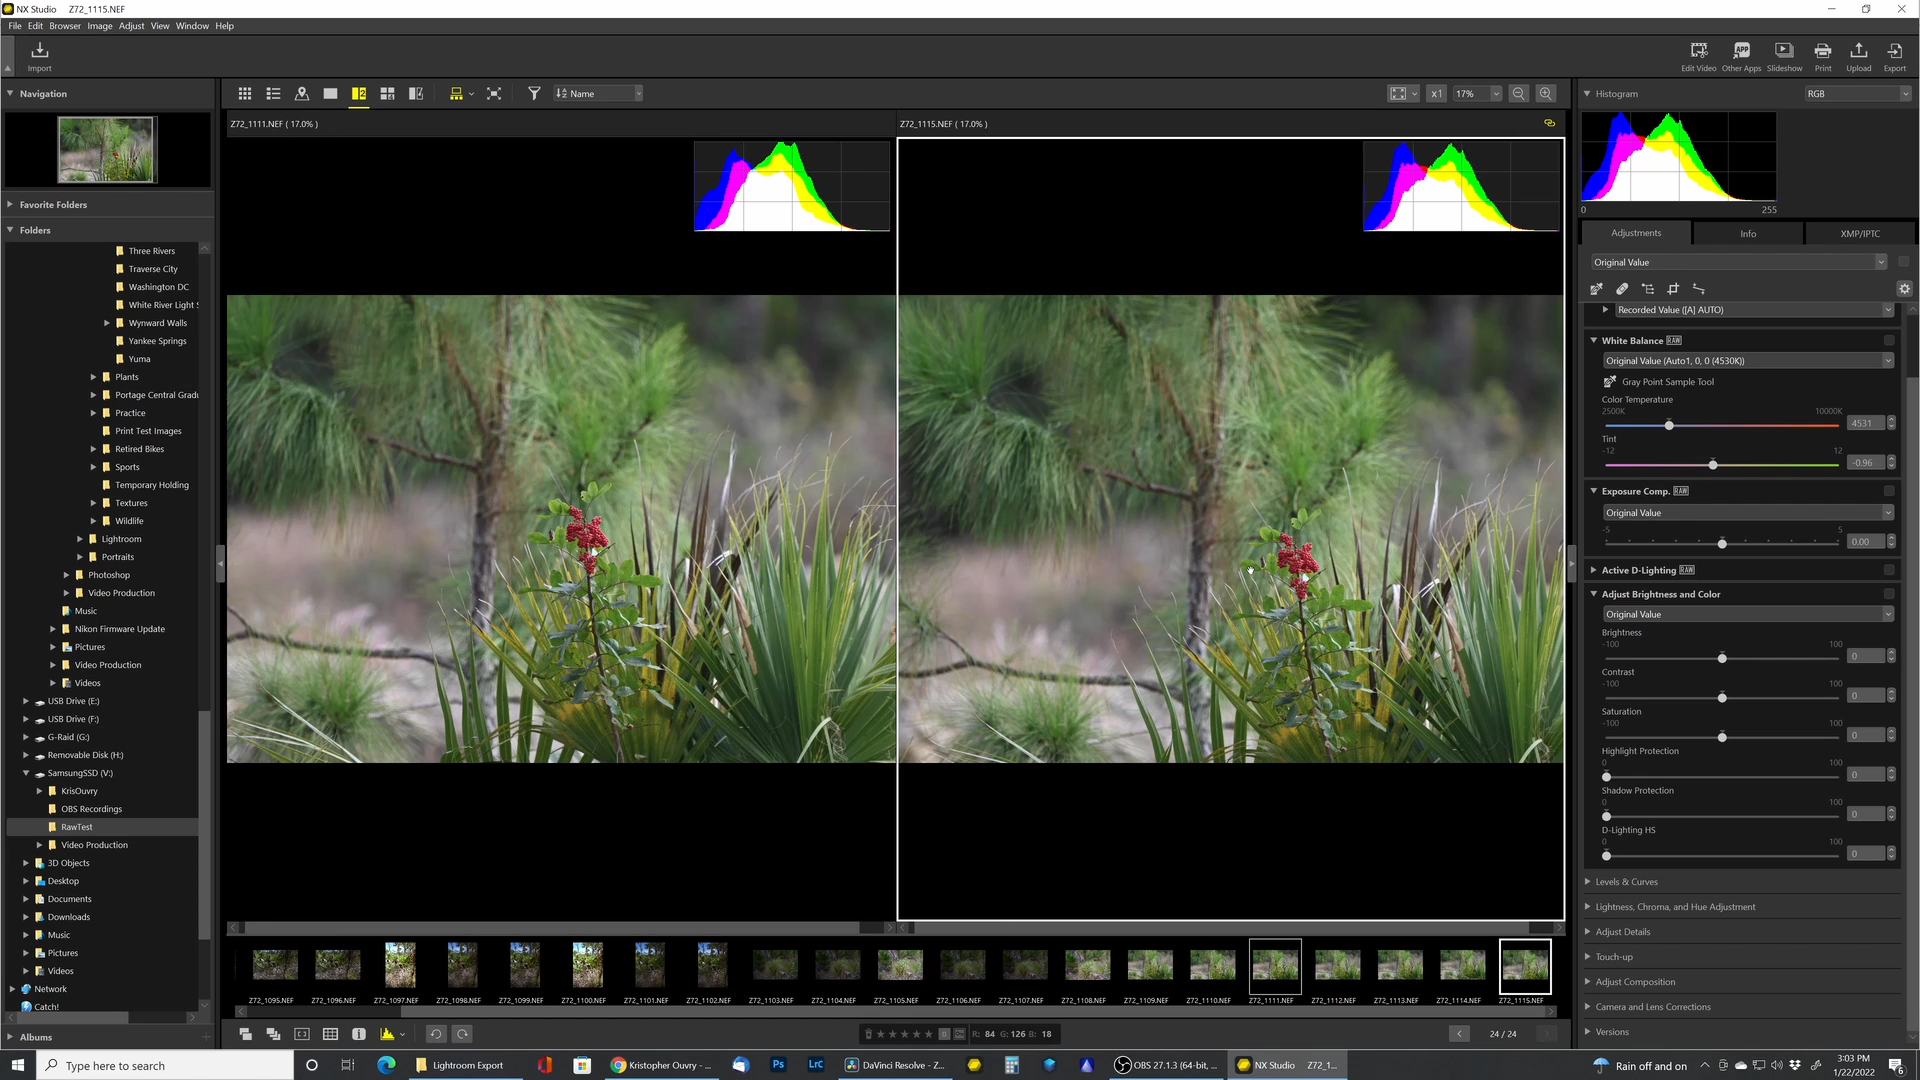 NX Studio Z72_1115.NEF
File Edit Browser Image Adjust View Window Help
Import
Edit Video Other Apps Slideshow Print Upload Export
Navigation
Name
x1 17%
Histogram RGB
Z72_1111.NEF ( 17.0% )
Z72_1115.NEF ( 17.0% )
0 255
Favorite Folders
Folders
Three Rivers
Traverse City
Washington DC
White River Light S
Wynward Walls
Yankee Springs
Yuma
Plants
Portage Central Gradu
Practice
Print Test Images
Retired Bikes
Sports
Temporary Holding
Textures
Wildlife
Lightroom
Portraits
Photoshop
Video Production
Music
Nikon Firmware Update
Pictures
Video Production
Videos
USB Drive (E:)
USB Drive (F:)
G-Raid (G:)
Removable Disk (H:)
SamsungSSD (V:)
KrisOuvry
OBS Recordings
RawTest
Video Production
3D Objects
Desktop
Documents
Downloads
Music
Pictures
Videos
Network
Catch!
Albums
Adjustments Info XMP/IPTC
Original Value
Recorded Value ([A] AUTO)
White Balance RAW
Original Value (Auto1, 0, 0 (4530K))
Gray Point Sample Tool
Color Temperature
2500K 10000K
4531
Tint
-12 12
-0.96
Exposure Comp. RAW
Original Value
-5 5
0.00
Active D-Lighting RAW
Adjust Brightness and Color
Original Value
Brightness
-100 100
0
Contrast
-100 100
0
Saturation
-100 100
0
Highlight Protection
0 100
0
Shadow Protection
0 100
0
D-Lighting HS
0 100
0
Levels & Curves
Lightness, Chroma, and Hue Adjustment
Adjust Details
Touch-up
Adjust Composition
Camera and Lens Corrections
Versions
Z72_1095.NEF Z72_1096.NEF Z72_1097.NEF Z72_1098.NEF Z72_1099.NEF Z72_1100.NEF Z72_1101.NEF Z72_1102.NEF Z72_1103.NEF Z72_1104.NEF Z72_1105.NEF Z72_1106.NEF Z72_1107.NEF Z72_1108.NEF Z72_1109.NEF Z72_1110.NEF Z72_1111.NEF Z72_1112.NEF Z72_1113.NEF Z72_1114.NEF Z72_1115.NEF
R: 84 G: 126 B: 18
24 / 24
Type here to search
Lightroom Export
Kristopher Ouvry - ...
Ps
LrC
DaVinci Resolve - Z...
OBS 27.1.3 (64-bit, ...
NX Studio Z72_1...
Rain off and on
3:03 PM
1/22/2022
6